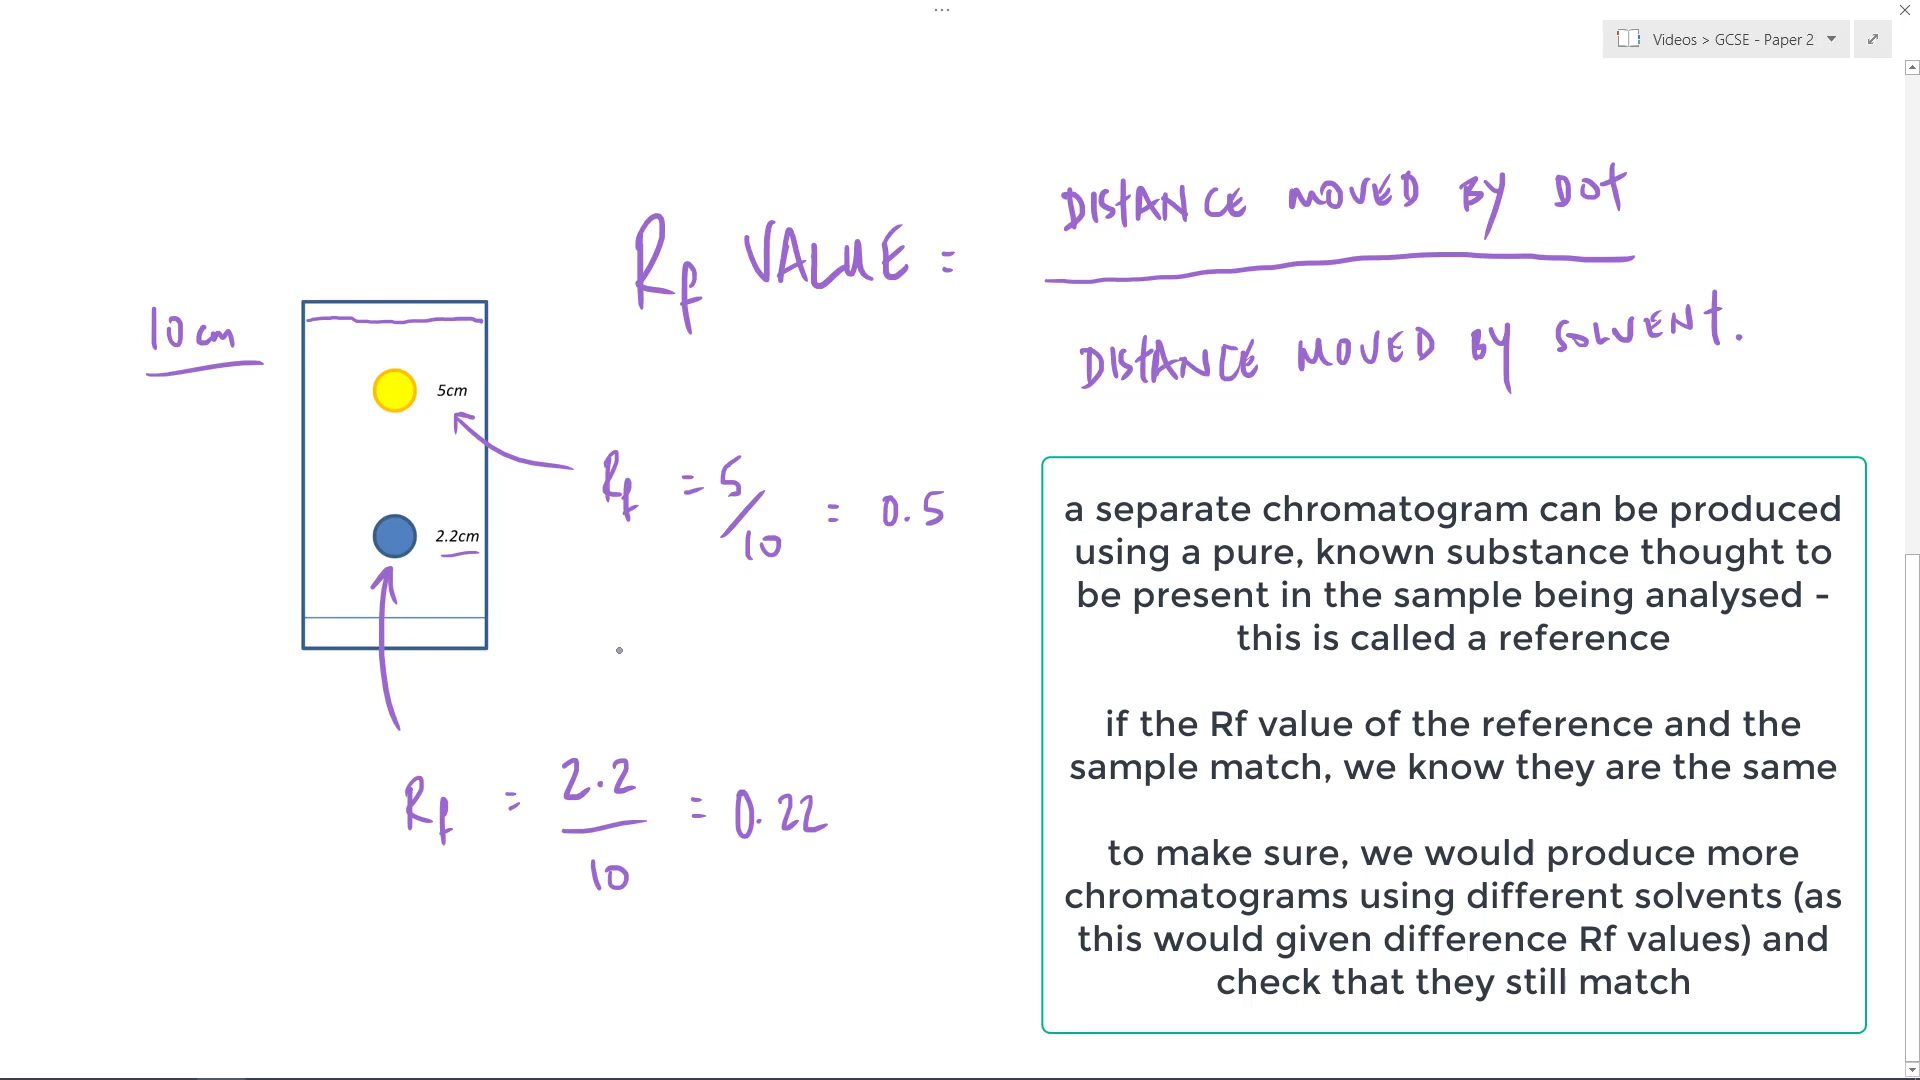 Videos > GCSE - Paper 2
Rf VALUE =
DISTANCE MOVED BY DOT
DISTANCE MOVED BY SOLVENT.
10 cm
5cm
2.2cm
Rf = 5/10 = 0.5
Rf = 2.2
10
= 0.22
a separate chromatogram can be produced
using a pure, known substance thought to
be present in the sample being analysed -
this is called a reference
if the Rf value of the reference and the
sample match, we know they are the same
to make sure, we would produce more
chromatograms using different solvents (as
this would given difference Rf values) and
check that they still match